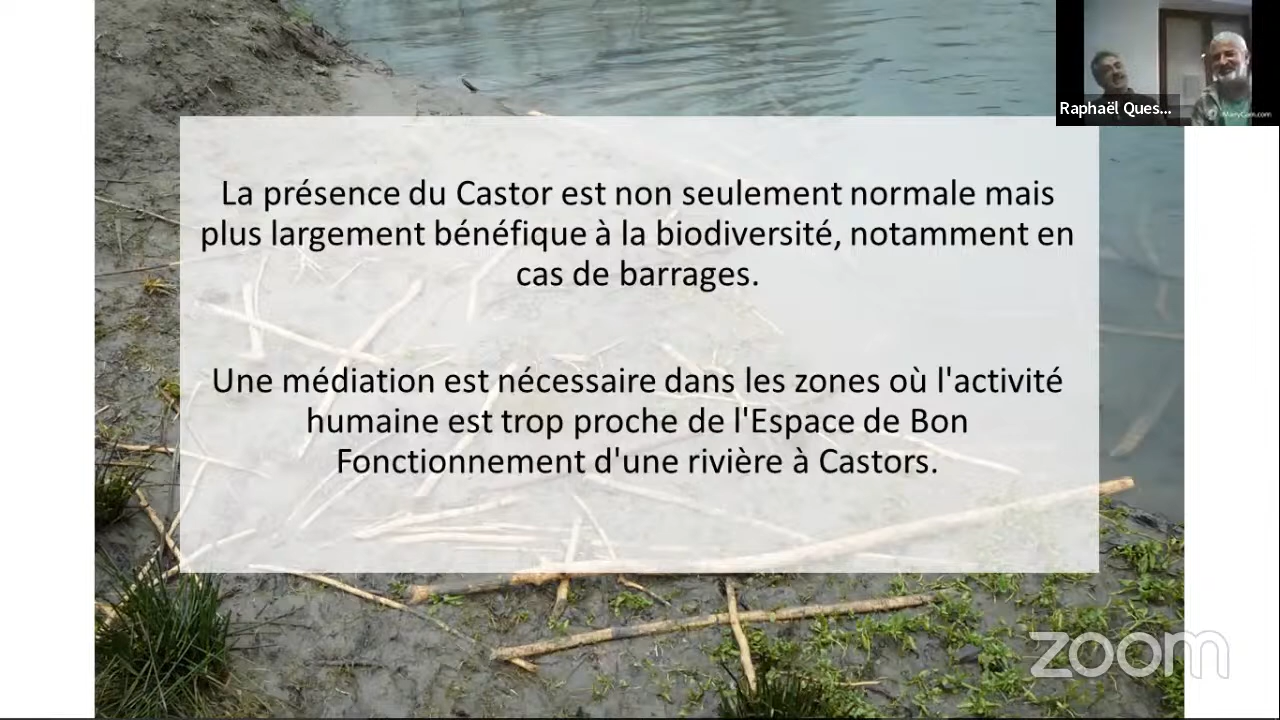 Raphaël Ques...
ManyCam.com
La présence du Castor est non seulement normale mais
plus largement bénéfique à la biodiversité, notamment en
cas de barrages.
Une médiation est nécessaire dans les zones où l'activité
humaine est trop proche de l'Espace de Bon
Fonctionnement d'une rivière à Castors.
zoom